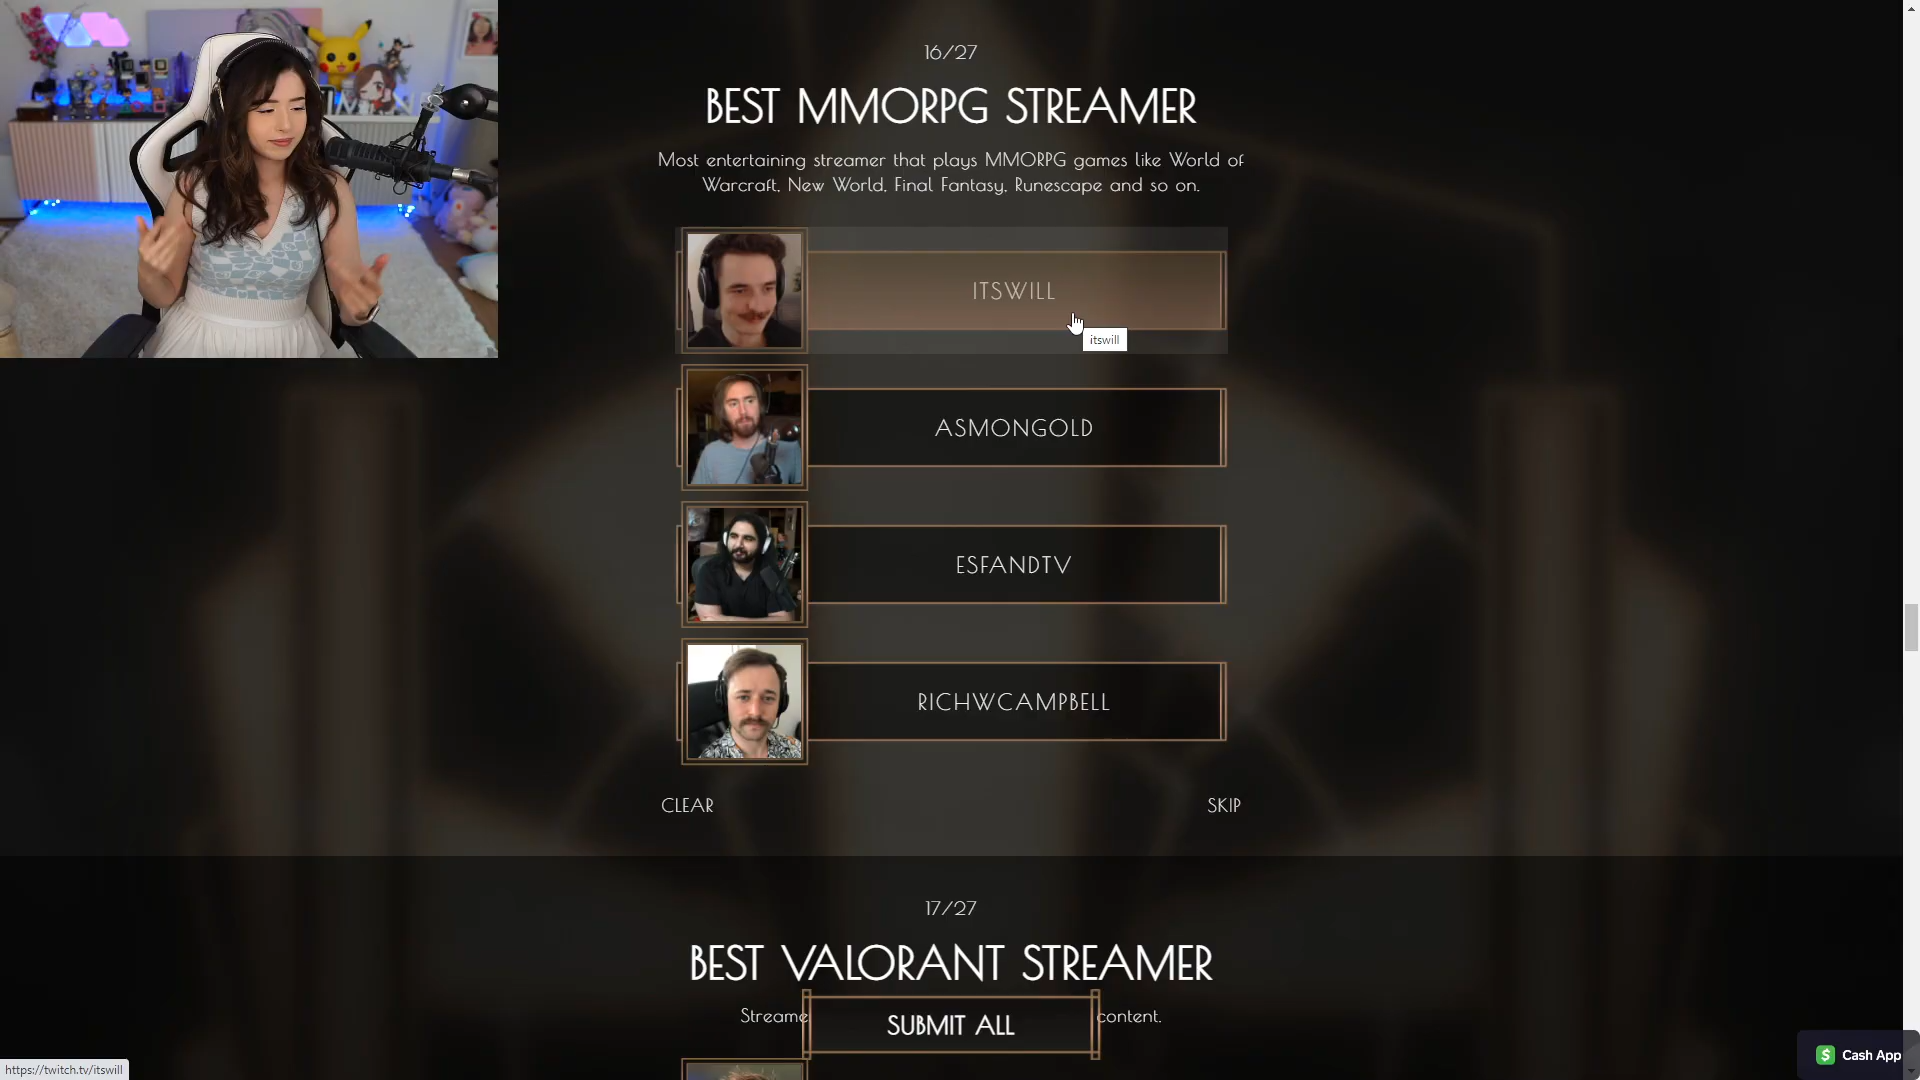 16/27
BEST MMORPG STREAMER
Most entertaining streamer that plays MMORPG games like World of
Warcraft, New World, Final Fantasy, Runescape and so on.
ITSWILL
itswill
ASMONGOLD
ESFANDTV
RICHWCAMPBELL
CLEAR
SKIP
17/27
BEST VALORANT STREAMER
content.
SUBMIT ALL
Cash App
https://twitch.tv/itswill